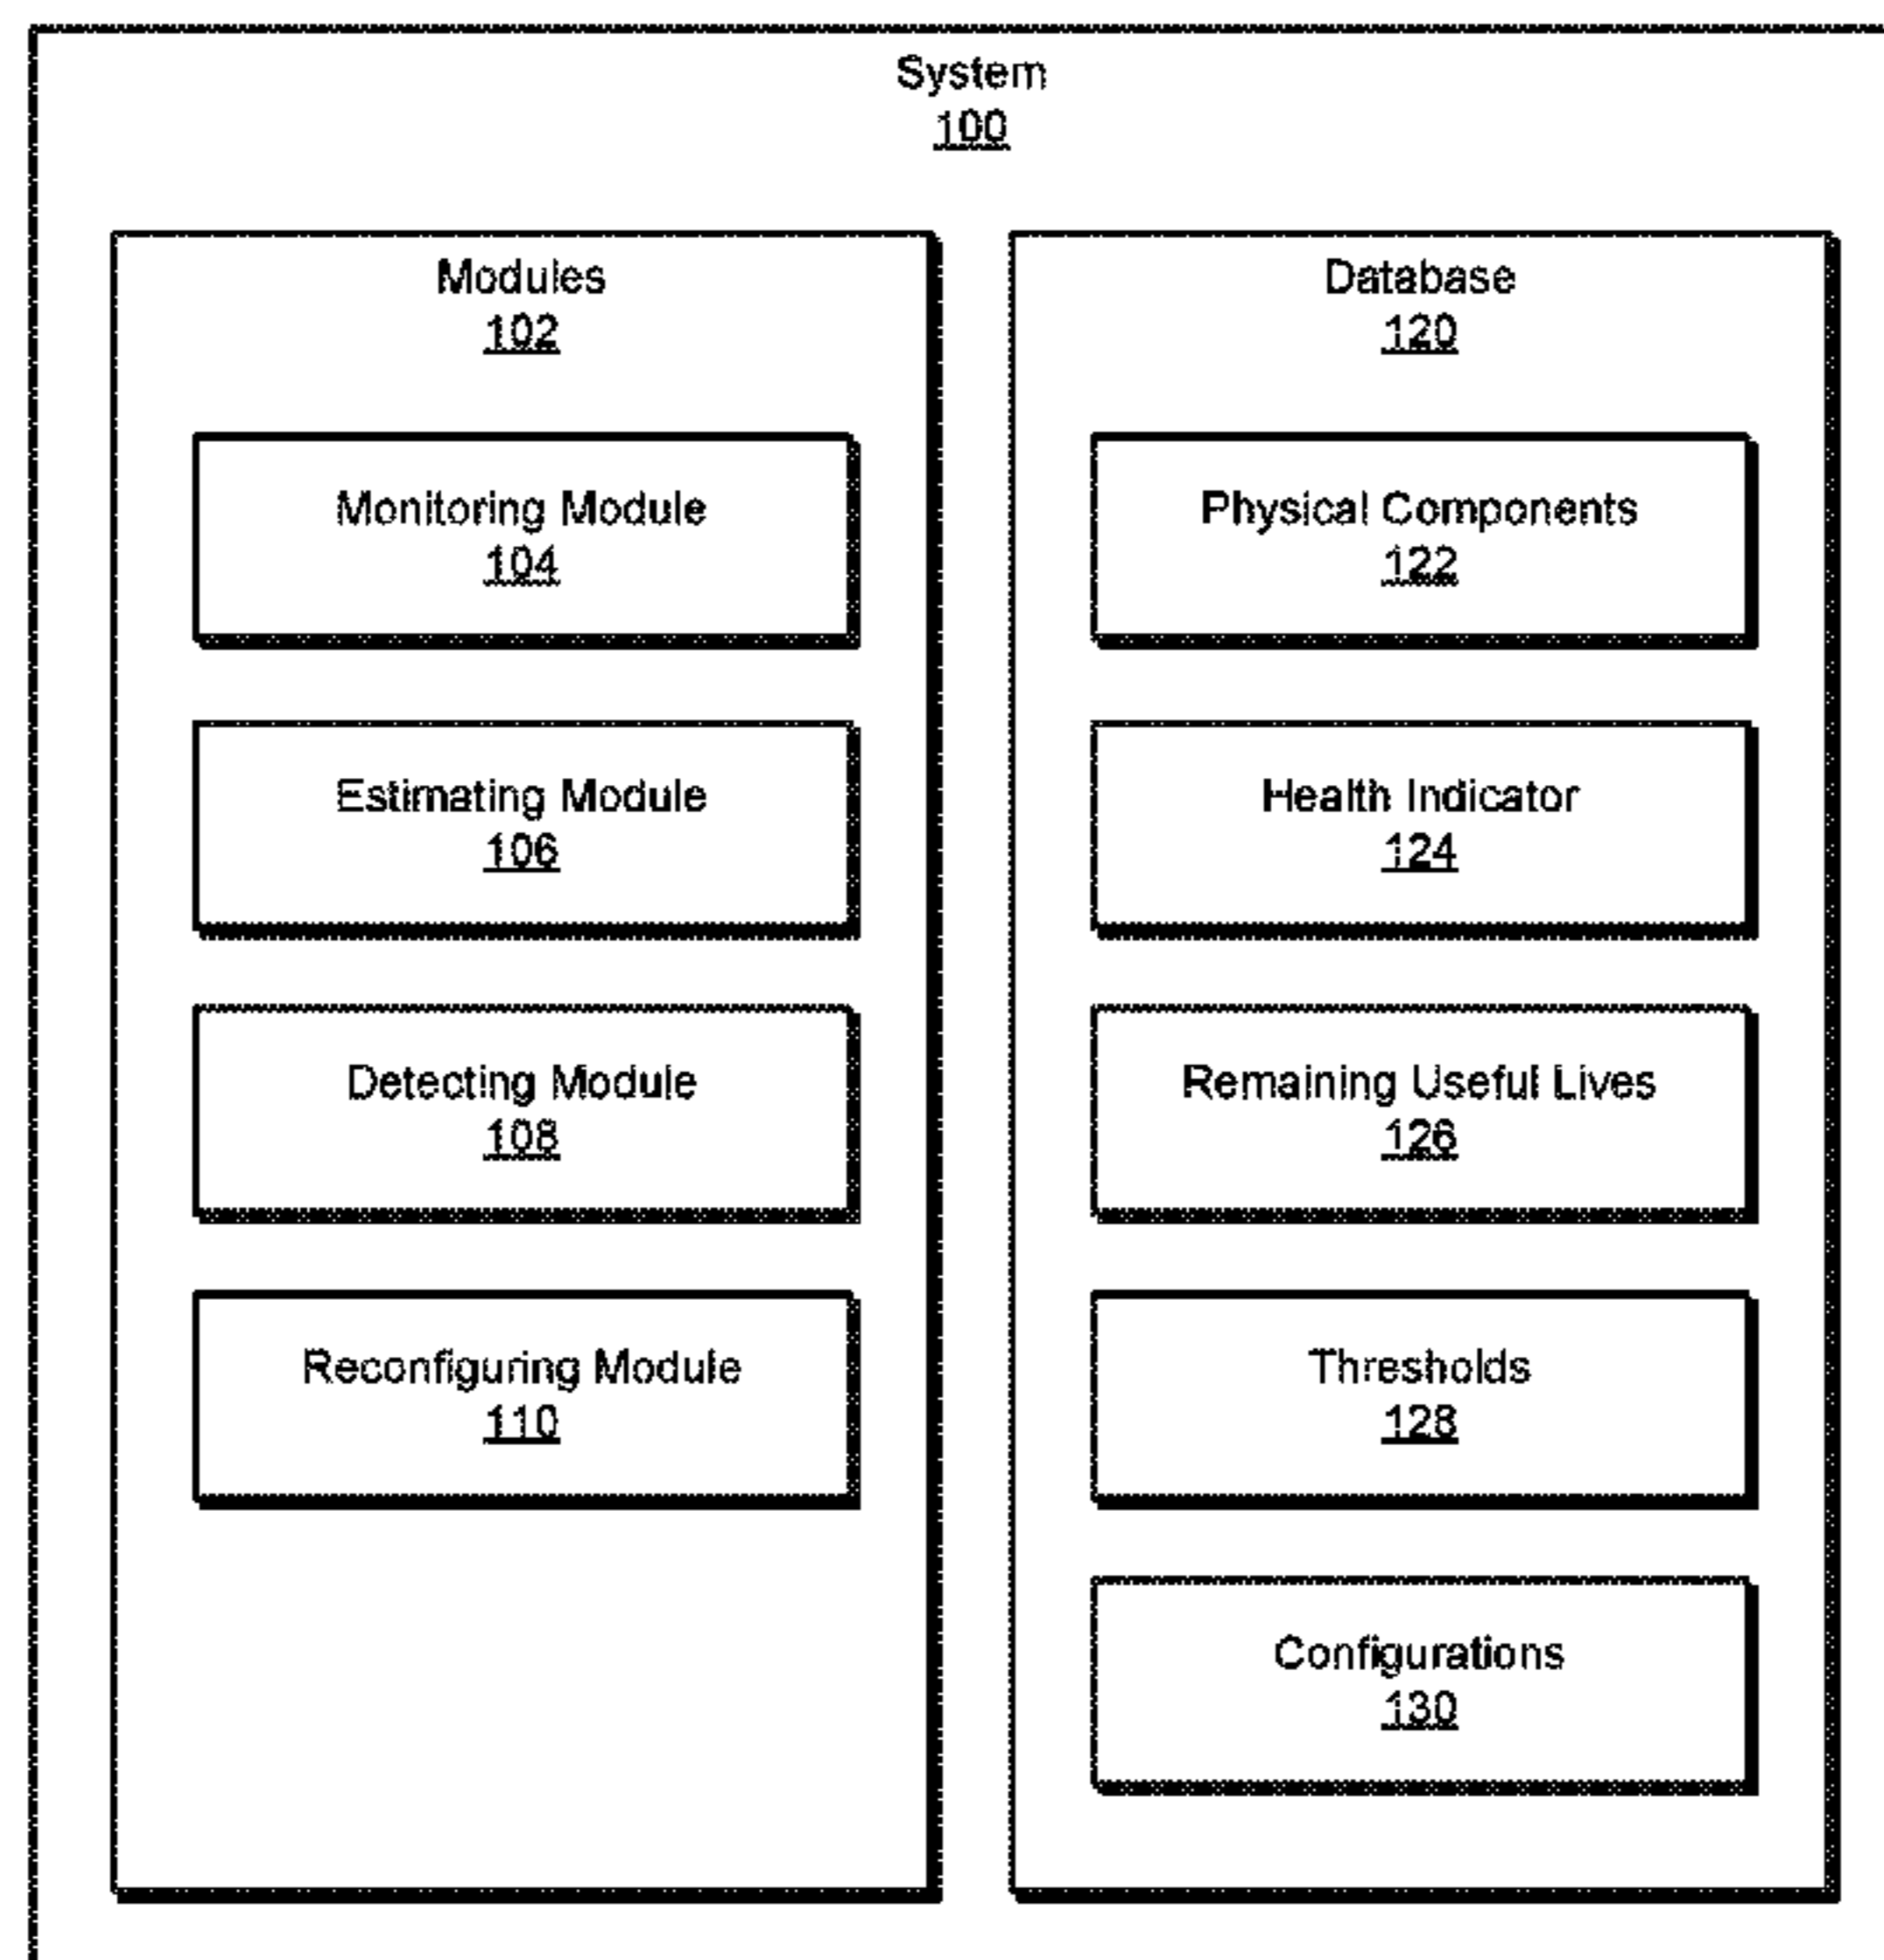 System
100
Modules
102
Monitoring Module
104
Estimating Module
106
Detecting Module
108
Reconfiguring Module
110
Database
120
Physical Components
122
Health Indicator
124
Remaining Useful Lives
126
Thresholds
128
Configurations
130